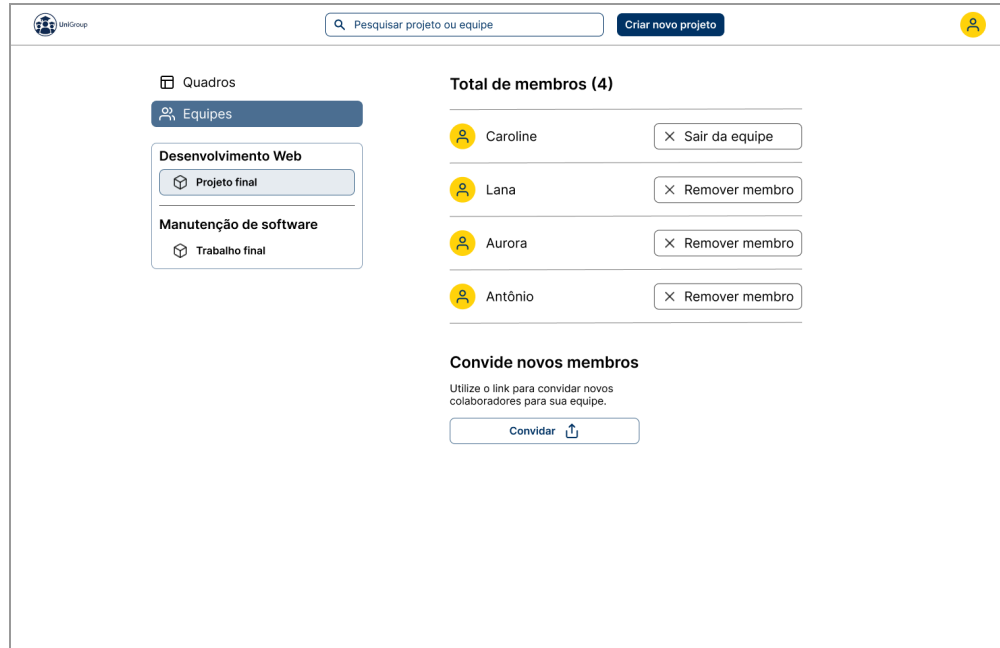 UniGroup
Pesquisar projeto ou equipe
Criar novo projeto
Quadros
Equipes
Desenvolvimento Web
Projeto final
Manutenção de software
Trabalho final
Total de membros (4)
Caroline
Sair da equipe
Lana
Remover membro
Aurora
Remover membro
Antônio
Remover membro
Convide novos membros
Utilize o link para convidar novos
colaboradores para sua equipe.
Convidar